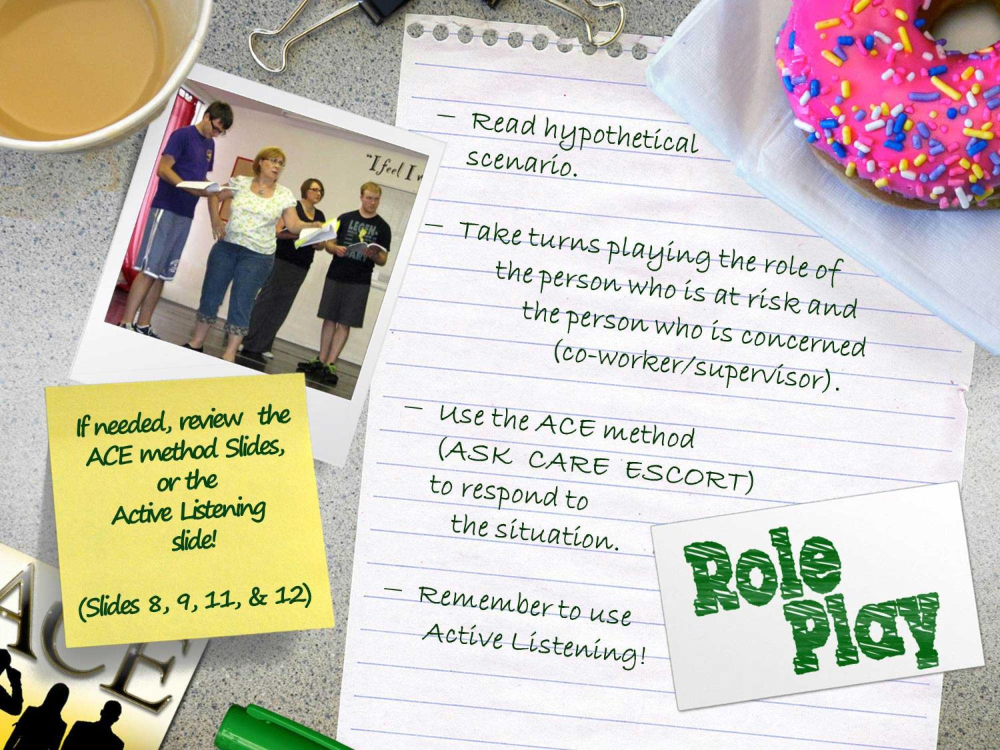 — Read hypothetical
scenario.
— Take turns playing the role of
the person who is at risk and
the person who is concerned
(co-worker/supervisor).
— Use the ACE method
(ASK CARE ESCORT)
to respond to
the situation.
— Remember to use
Active Listening!
"I feel I
LEGEN-
If needed, review the
ACE method Slides,
or the
Active Listening
slide!
(Slides 8, 9, 11, & 12)
ACE
Role
Play